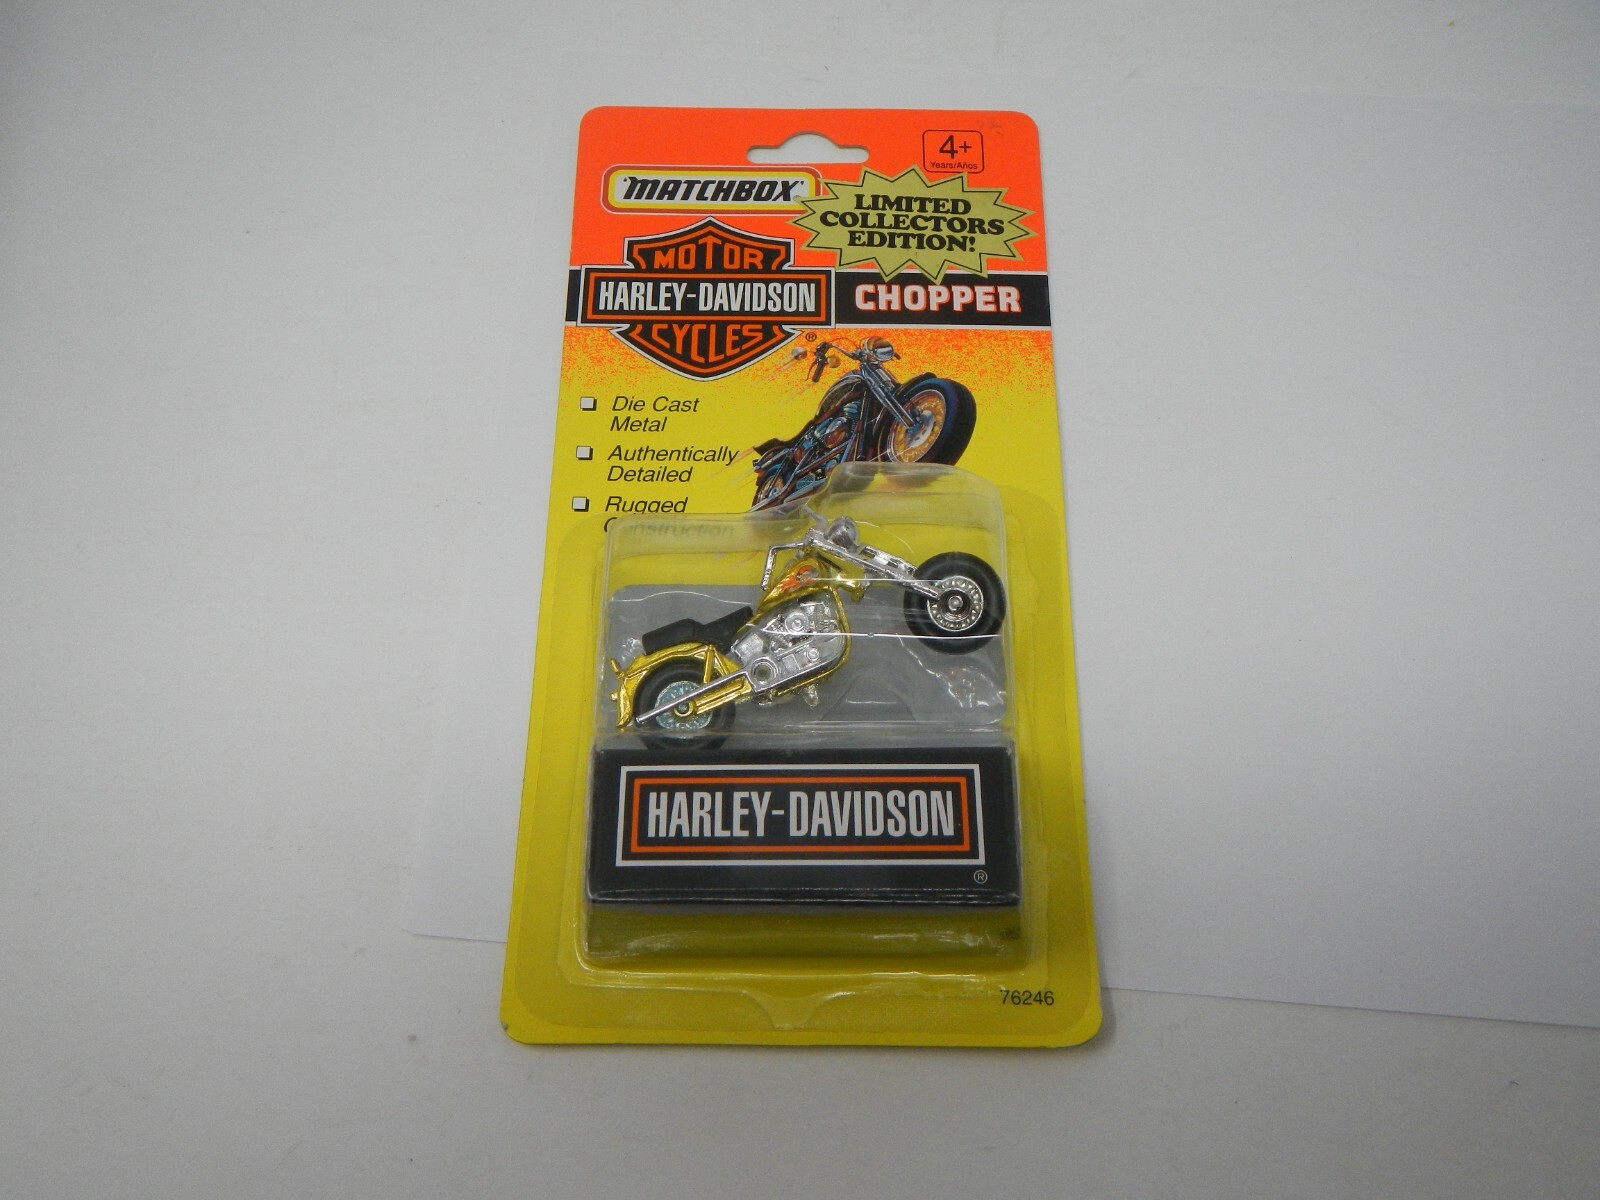 4+
Years/Años
MATCHBOX
LIMITED
COLLECTORS
EDITION!
MOTOR
HARLEY-DAVIDSON
CYCLES
®
CHOPPER
Die Cast
Metal
Authentically
Detailed
Rugged
Construction
HARLEY-DAVIDSON
®
76246